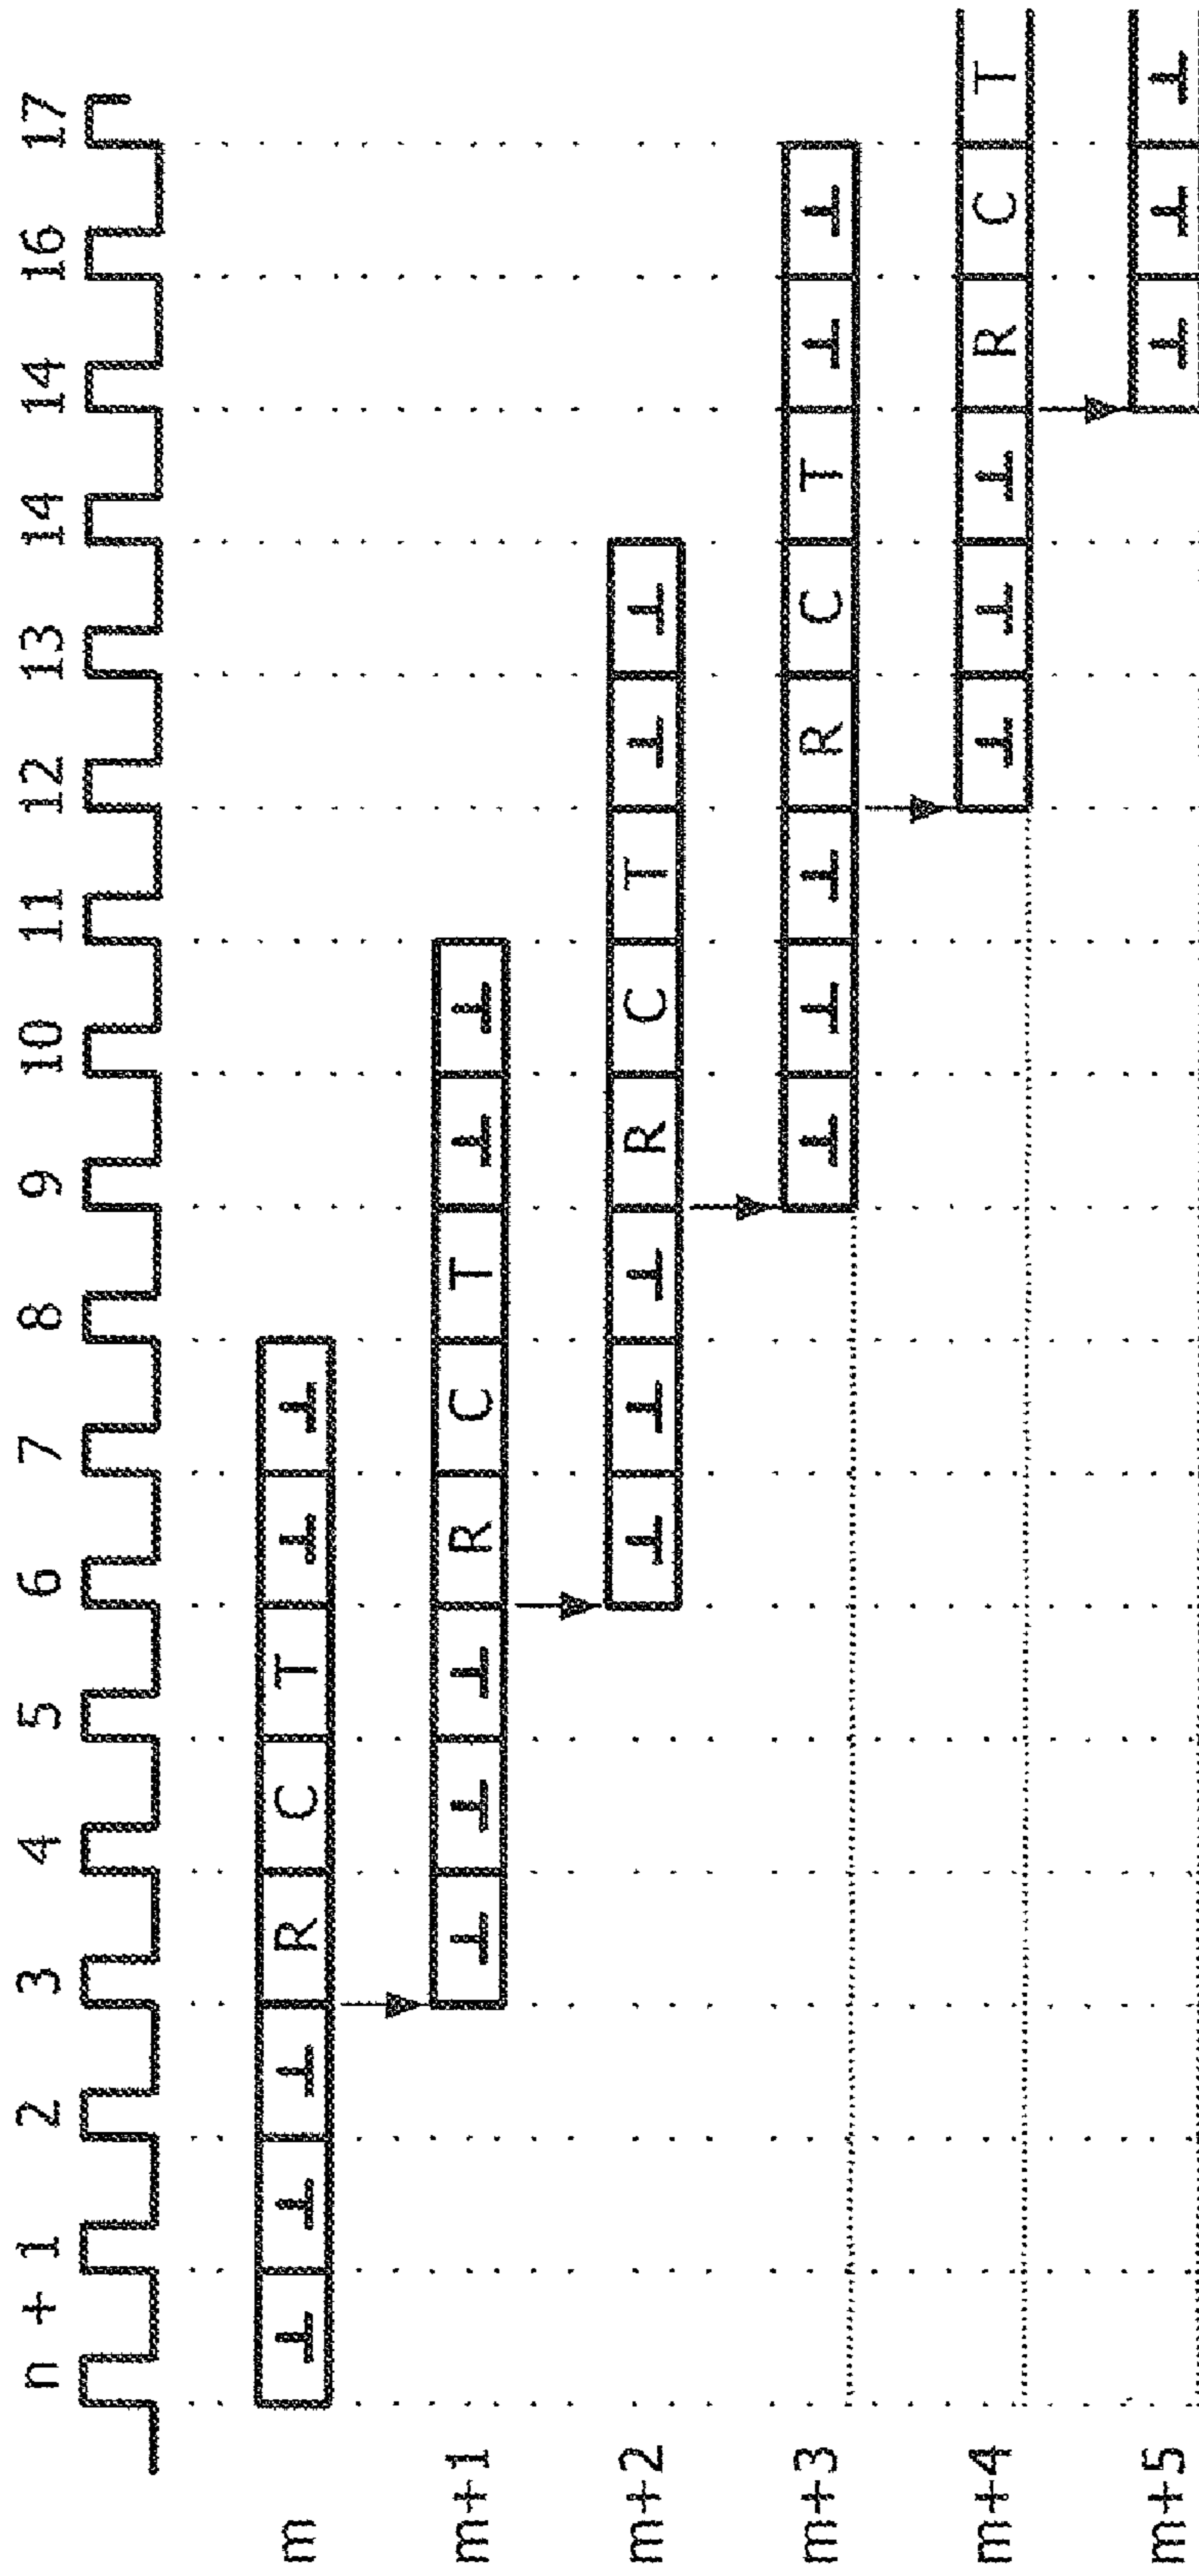 n + 1 2 3 4 5 6 7 8 9 10 11 12 13 14 14 16 17
m ⊥ ⊥ ⊥ R C T ⊥ ⊥
m+1 ⊥ ⊥ ⊥ R C T ⊥ ⊥
m+2 ⊥ ⊥ ⊥ R C T ⊥ ⊥
m+3 ⊥ ⊥ ⊥ R C T ⊥ ⊥
m+4 ⊥ ⊥ ⊥ R C T
m+5 ⊥ ⊥ ⊥